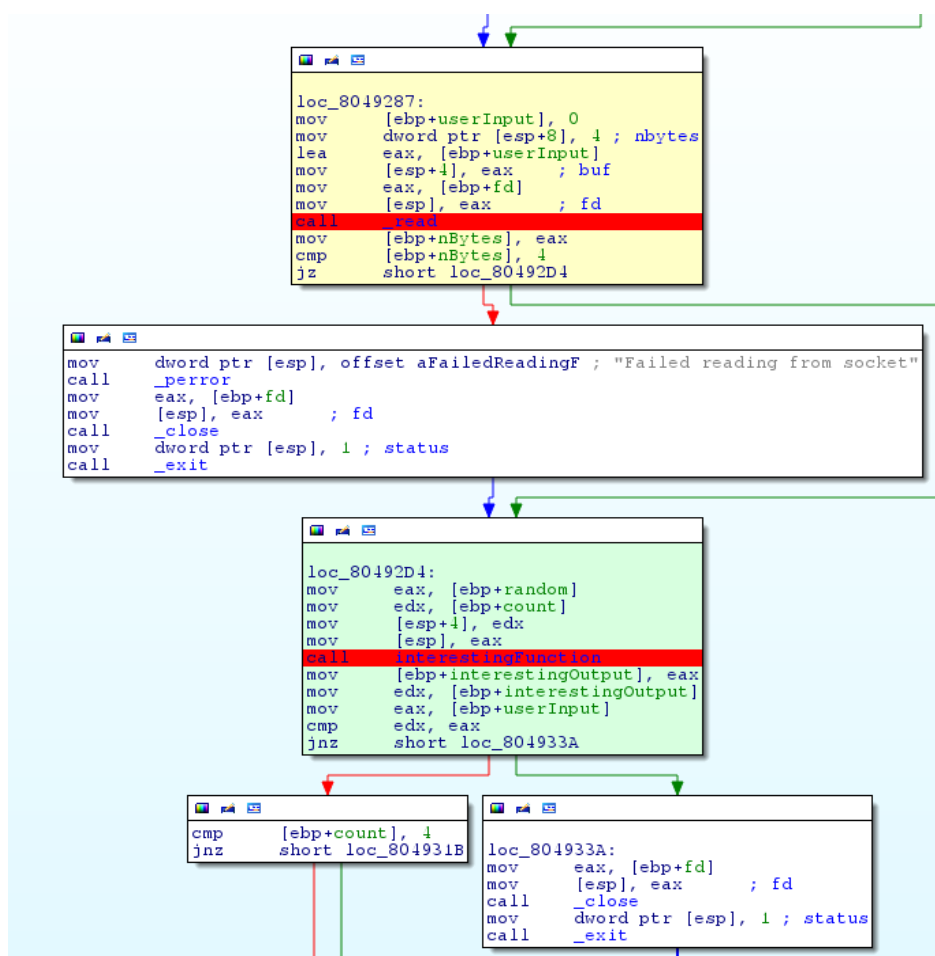 loc_8049287:
mov     [ebp+userInput], 0
mov     dword ptr [esp+8], 4 ; nbytes
lea     eax, [ebp+userInput]
mov     [esp+4], eax    ; buf
mov     eax, [ebp+fd]
mov     [esp], eax      ; fd
call    _read
mov     [ebp+nBytes], eax
cmp     [ebp+nBytes], 4
jz      short loc_80492D4
mov     dword ptr [esp], offset aFailedReadingF ; "Failed reading from socket"
call    _perror
mov     eax, [ebp+fd]
mov     [esp], eax      ; fd
call    _close
mov     dword ptr [esp], 1 ; status
call    _exit
loc_80492D4:
mov     eax, [ebp+random]
mov     edx, [ebp+count]
mov     [esp+4], edx
mov     [esp], eax
call    interestingFunction
mov     [ebp+interestingOutput], eax
mov     edx, [ebp+interestingOutput]
mov     eax, [ebp+userInput]
cmp     edx, eax
jnz     short loc_804933A
cmp     [ebp+count], 4
jnz     short loc_804931B
loc_804933A:
mov     eax, [ebp+fd]
mov     [esp], eax      ; fd
call    _close
mov     dword ptr [esp], 1 ; status
call    _exit